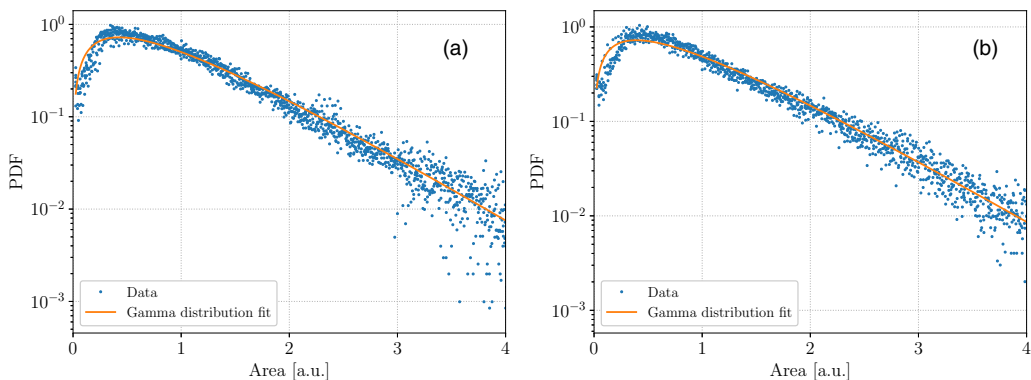 (a)
PDF
10^0
10^{-1}
10^{-2}
10^{-3}
Data
Gamma distribution fit
0 1 2 3 4
Area [a.u.]
(b)
PDF
10^0
10^{-1}
10^{-2}
10^{-3}
Data
Gamma distribution fit
0 1 2 3 4
Area [a.u.]